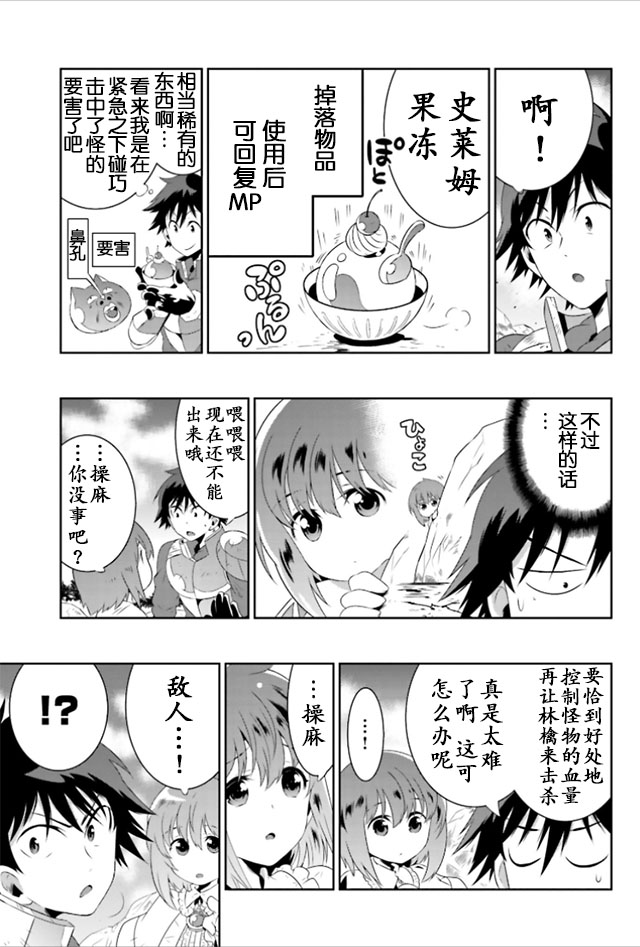 啊！
史莱姆
果冻
ぽと
ぷるんっ
掉落物品
使用后
可回复
MP
相当稀有的
东西啊…
看来我是在
紧急之下碰巧
击中了怪的
要害了吧
要害
鼻孔
不过
这样的话
…
ひょこ
喂喂喂
现在还不能
出来哦
…操麻
…你没事吧？
要恰到好处地
控制怪物的血量
再让林檎来击杀
真是太难
了啊 这可
怎么办呢
…！
…操麻
敌人…！
!?